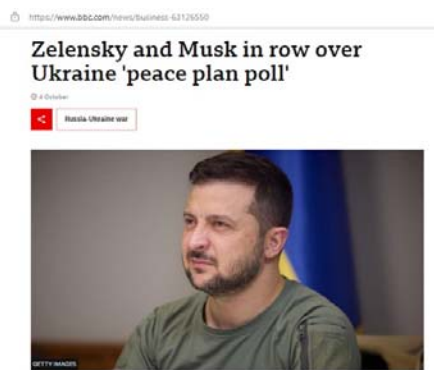 https://www.bbc.com/news/business-63126550
Zelensky and Musk in row over
Ukraine 'peace plan poll'
4 October
Russia-Ukraine war
GETTY IMAGES